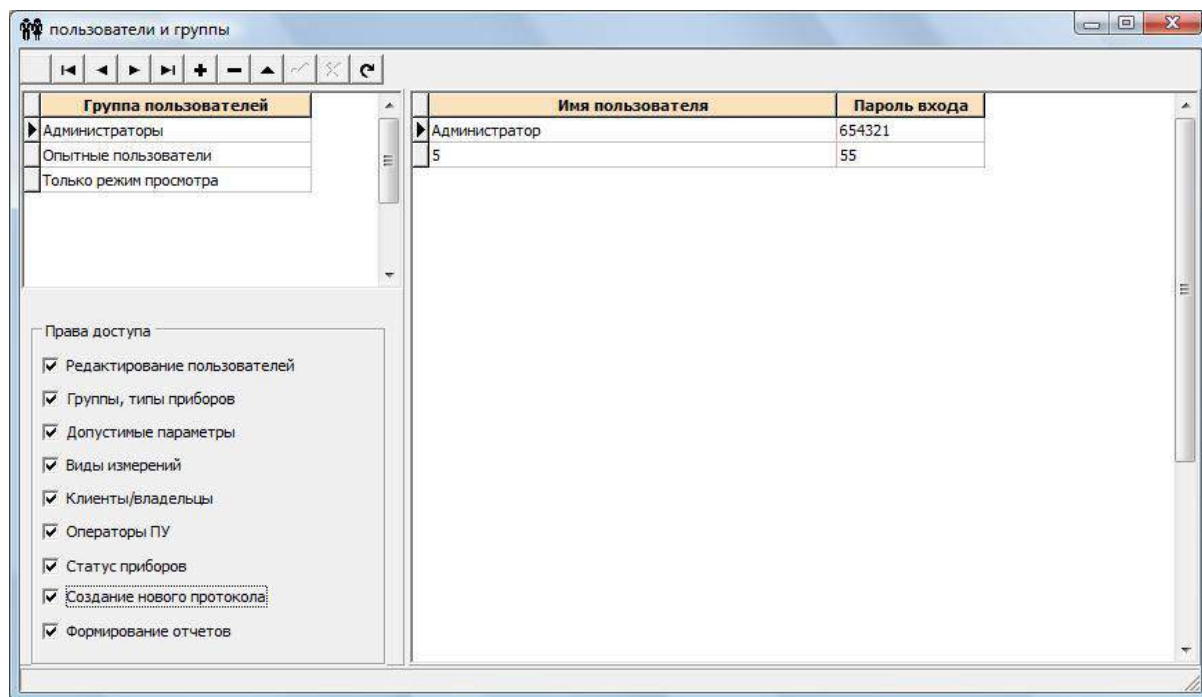 пользователи и группы
Группа пользователей
Администраторы
Опытные пользователи
Только режим просмотра
Имя пользователя Пароль входа
Администратор 654321
5 55
Права доступа
Редактирование пользователей
Группы, типы приборов
Допустимые параметры
Виды измерений
Клиенты/владельцы
Операторы ПУ
Статус приборов
Создание нового протокола
Формирование отчетов